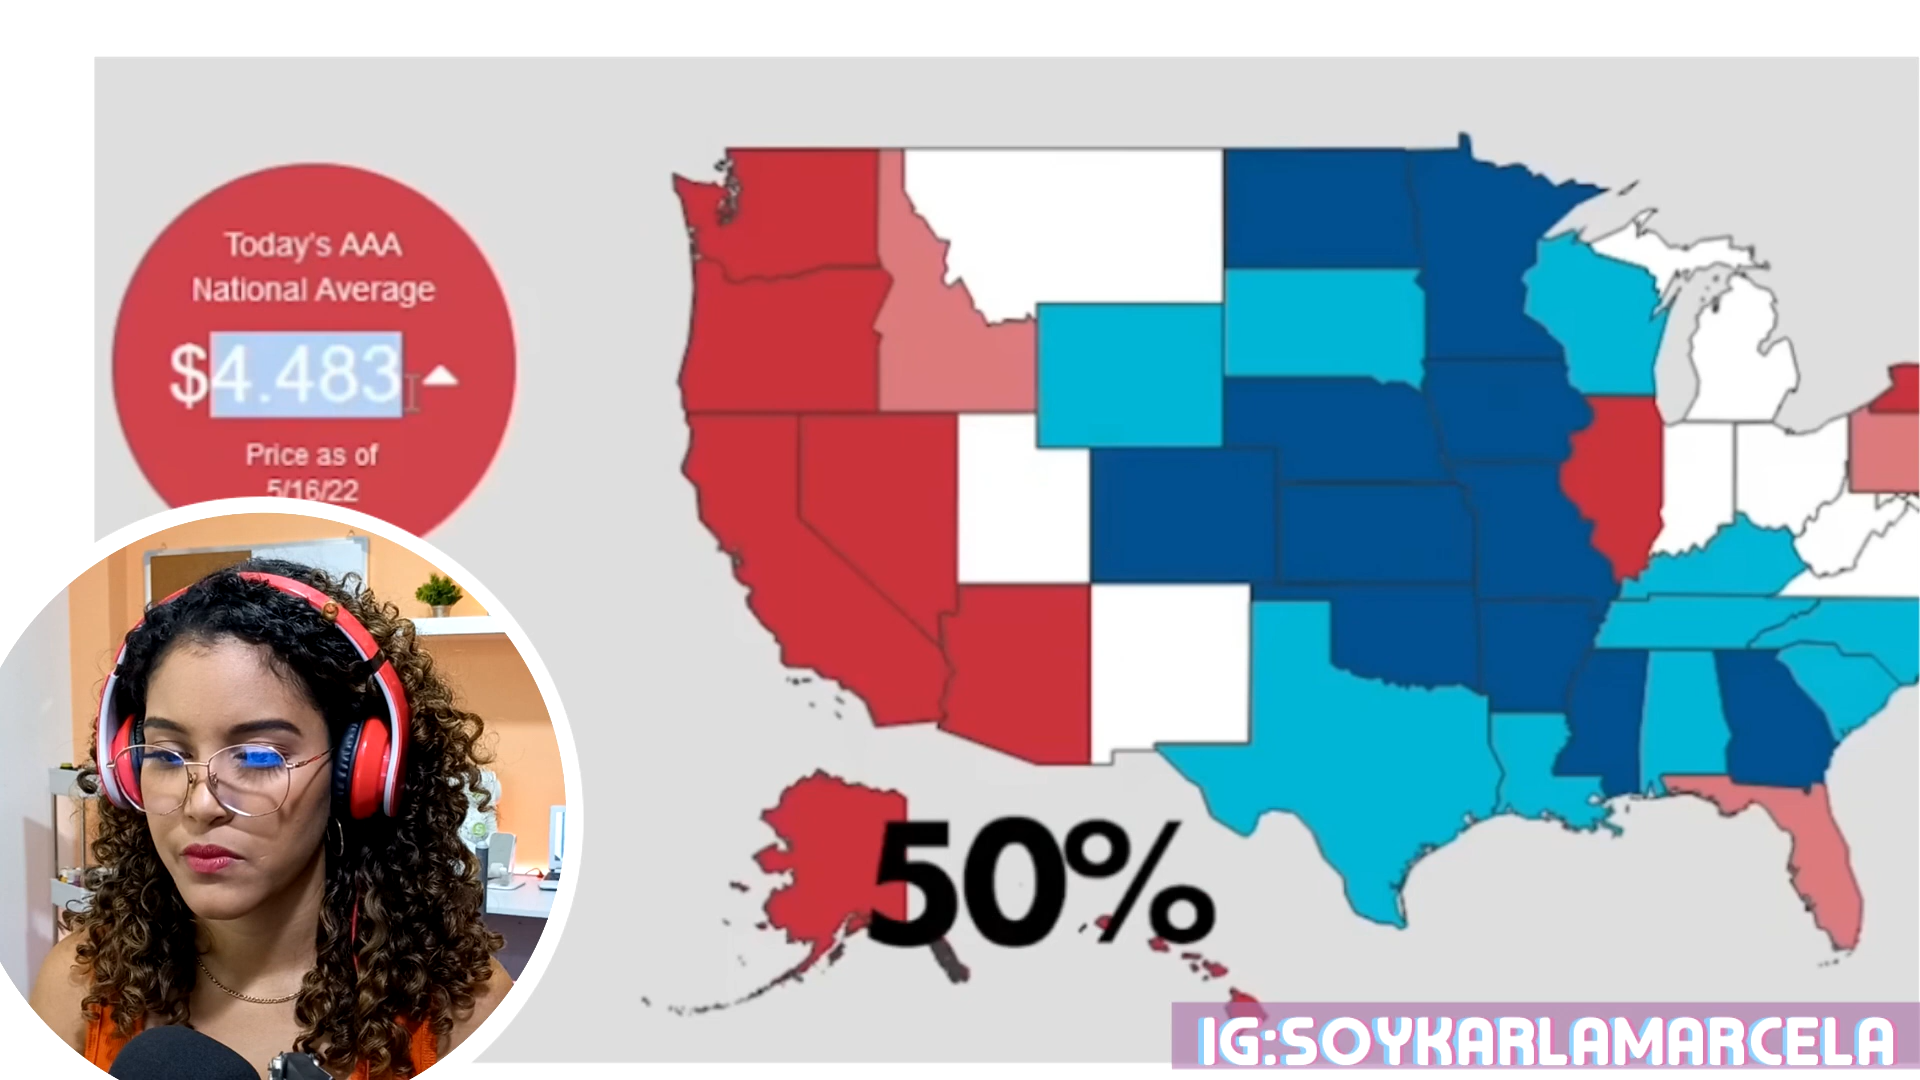 Today's AAA
National Average
$4.483
Price as of
5/16/22
50%
IG:SOYKARLAMARCELA